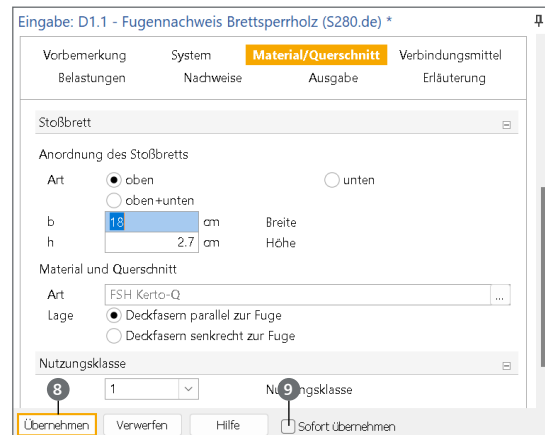 Eingabe: D1.1 - Fugennachweis Brettsperrholz (S280.de) *
Vorbemerkung System Material/Querschnitt Verbindungsmittel
Belastungen Nachweise Ausgabe Erläuterung
Stoßbrett
Anordnung des Stoßbretts
Art oben unten
oben+unten
b 18 cm Breite
h 2.7 cm Höhe
Material und Querschnitt
Art FSH Kerto-Q ...
Lage Deckfasern parallel zur Fuge
Deckfasern senkrecht zur Fuge
Nutzungsklasse
8 1 9 Nutzungsklasse
Übernehmen Verwerfen Hilfe Sofort übernehmen